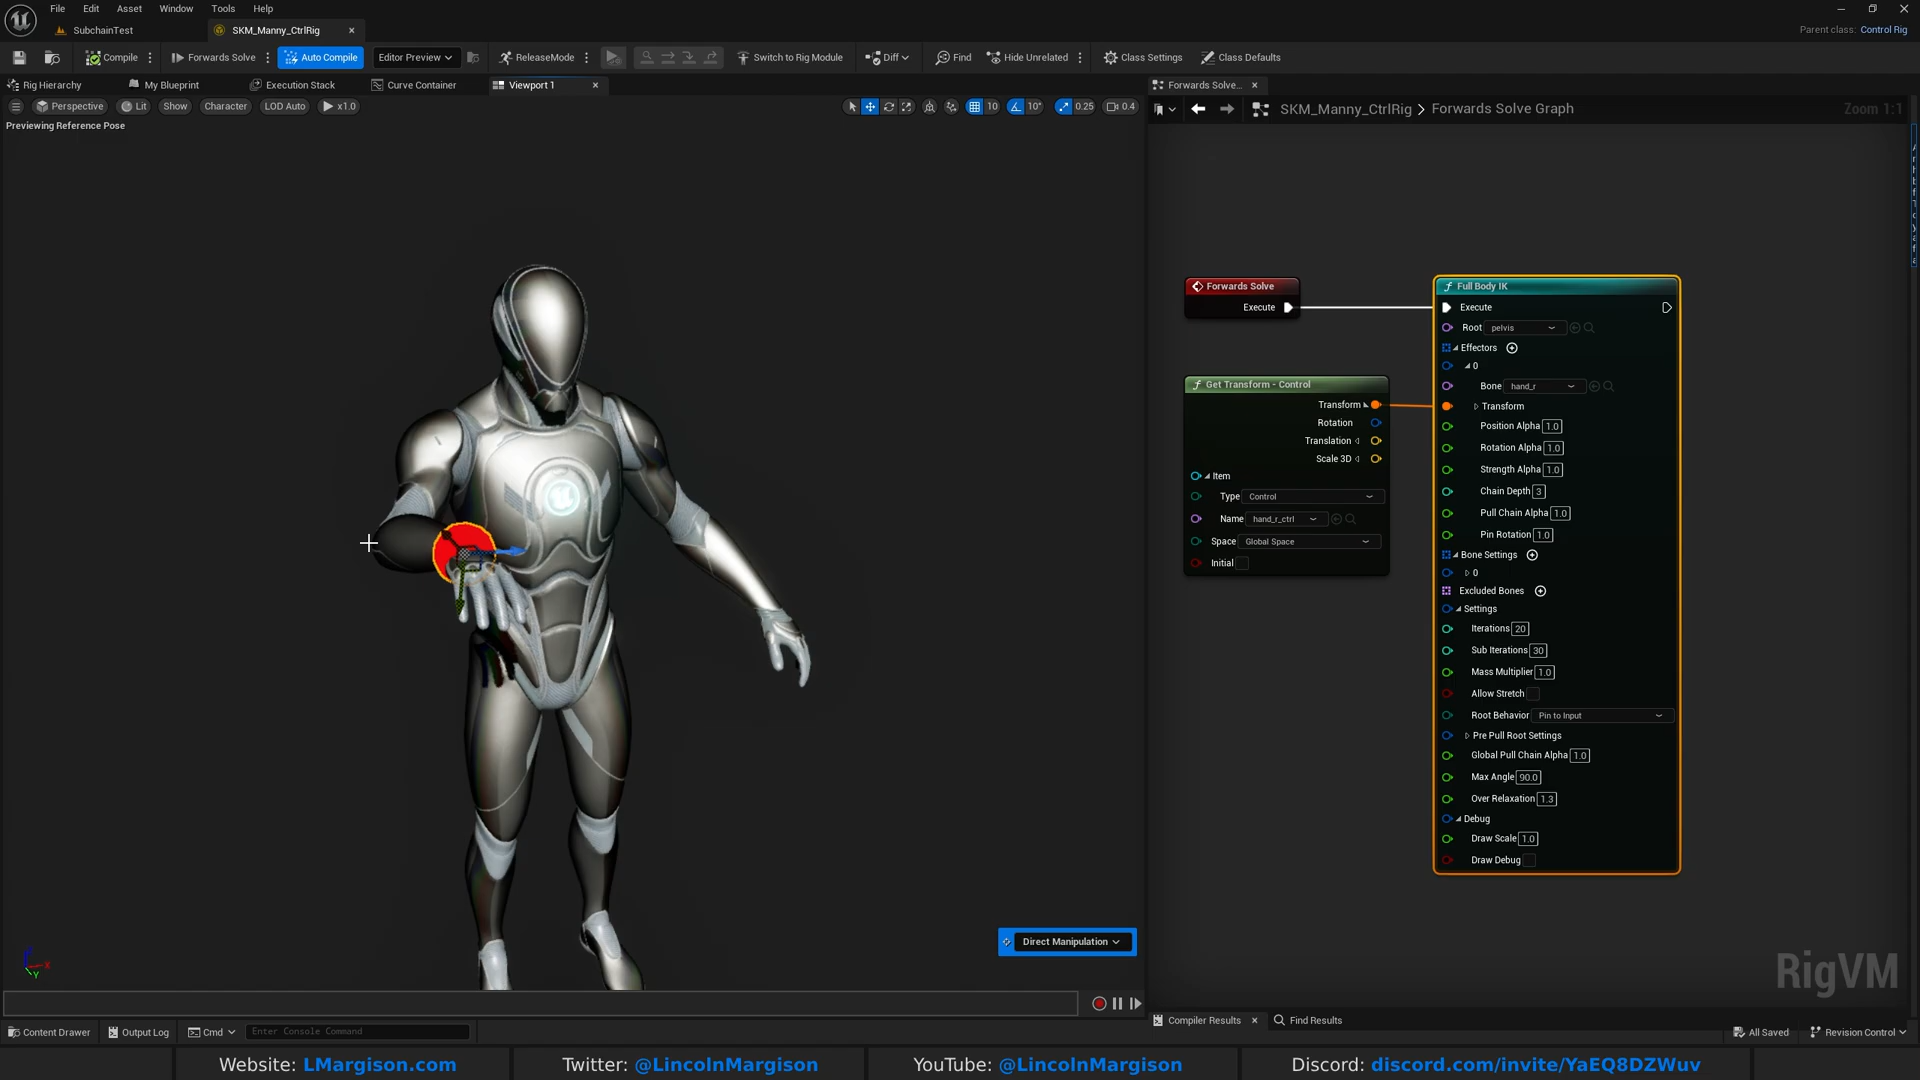 File Edit Asset Window Tools Help
SubchainTest
SKM_Manny_CtrlRig
Parent class: Control Rig
Compile
Forwards Solve
Auto Compile
Editor Preview
ReleaseMode
Switch to Rig Module
Diff
Find
Hide Unrelated
Class Settings
Class Defaults
Rig Hierarchy
My Blueprint
Execution Stack
Curve Container
Viewport 1
Forwards Solve...
Perspective
Lit
Show
Character
LOD Auto
x1.0
10
10°
0.25
0.4
SKM_Manny_CtrlRig > Forwards Solve Graph
Zoom 1:1
Previewing Reference Pose
Forwards Solve
Execute
Get Transform - Control
Transform
Rotation
Translation
Scale 3D
Item
Type Control
Name hand_r_ctrl
Space Global Space
Initial
Full Body IK
Execute
Root pelvis
Effectors
0
Bone hand_r
Transform
Position Alpha 1.0
Rotation Alpha 1.0
Strength Alpha 1.0
Chain Depth 3
Pull Chain Alpha 1.0
Pin Rotation 1.0
Bone Settings
0
Excluded Bones
Settings
Iterations 20
Sub Iterations 30
Mass Multiplier 1.0
Allow Stretch
Root Behavior Pin to Input
Pre Pull Root Settings
Global Pull Chain Alpha 1.0
Max Angle 90.0
Over Relaxation 1.3
Debug
Draw Scale 1.0
Draw Debug
Direct Manipulation
X
Y
RigVM
Compiler Results
Find Results
Content Drawer
Output Log
Cmd
Enter Console Command
All Saved
Revision Control
Website: LMargison.com
Twitter: @LincolnMargison
YouTube: @LincolnMargison
Discord: discord.com/invite/YaEQ8DZWuv